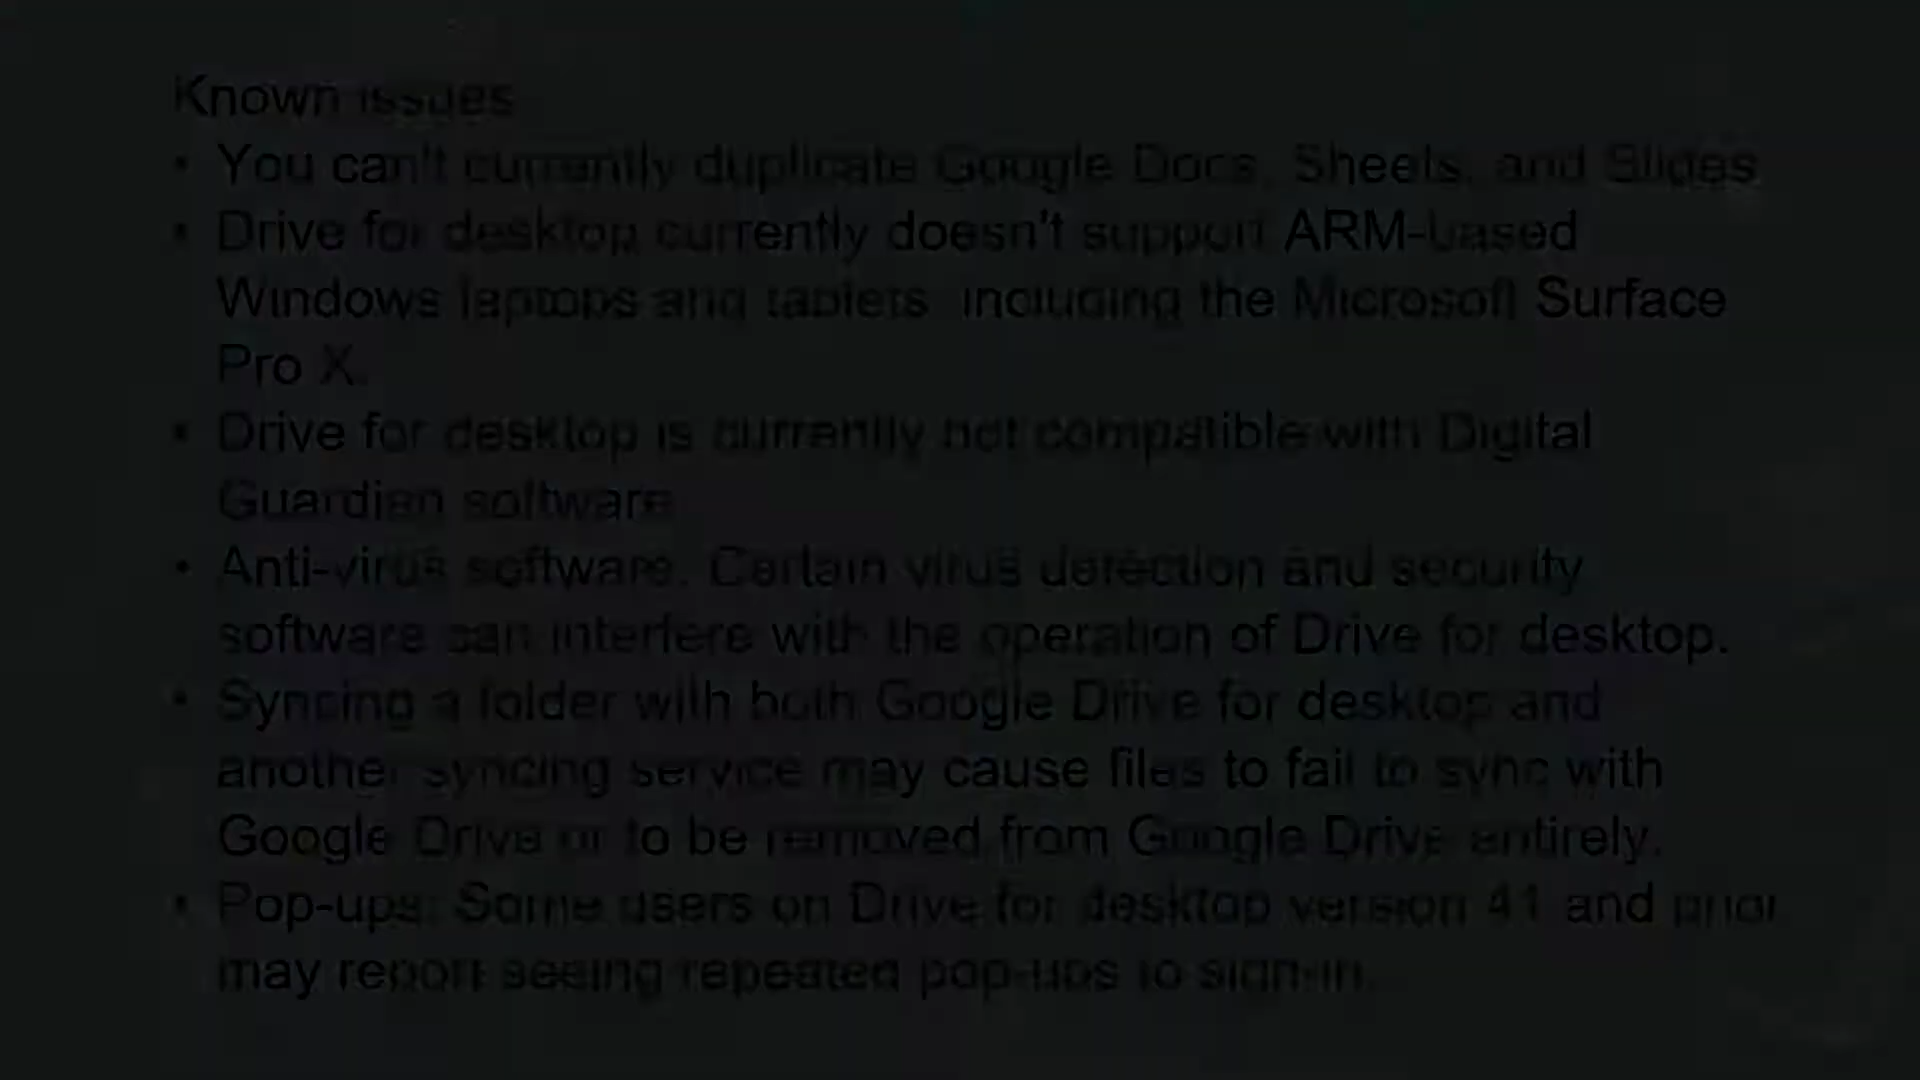 Known issues
• You can't currently duplicate Google Docs, Sheets, and Slides
• Drive for desktop currently doesn't support ARM-based
Windows laptops and tablets, including the Microsoft Surface
Pro X.
• Drive for desktop is currently not compatible with Digital
Guardian software
• Anti-virus software. Certain virus detection and security
software can interfere with the operation of Drive for desktop.
• Syncing a folder with both Google Drive for desktop and
another syncing service may cause files to fail to sync with
Google Drive or to be removed from Google Drive entirely.
• Pop-ups: Some users on Drive for desktop version 41 and prior
may report seeing repeated pop-ups to sign-in.